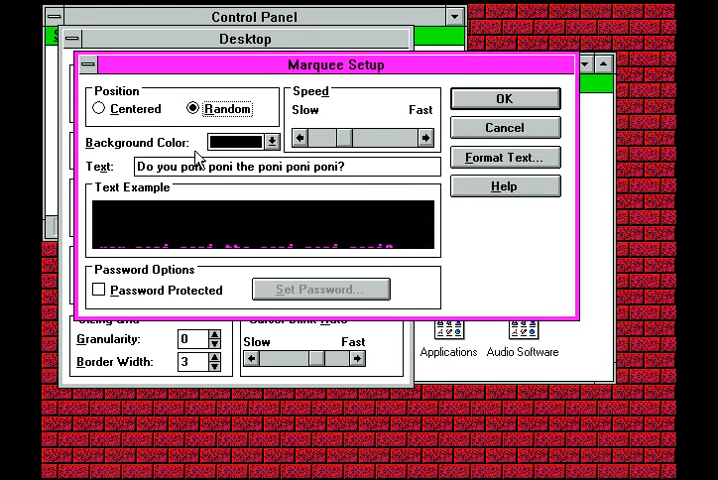 Control Panel
Desktop
Marquee Setup
Position
Centered
Random
Speed
Slow
Fast
OK
Background Color:
Cancel
Text:
Do you poni poni the poni poni poni?
Format Text...
Text Example
Help
Password Options
Password Protected
Set Password...
Granularity:
0
Slow
Fast
Border Width:
3
Applications
Audio Software